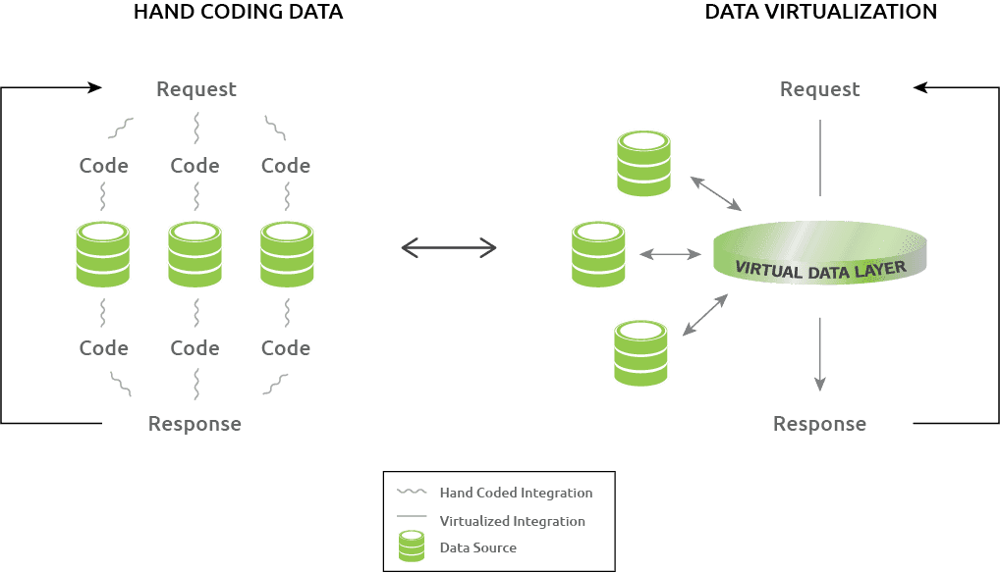 HAND CODING DATA
Request
Code Code Code
Code Code Code
Response
DATA VIRTUALIZATION
Request
VIRTUAL DATA LAYER
Response
Hand Coded Integration
Virtualized Integration
Data Source